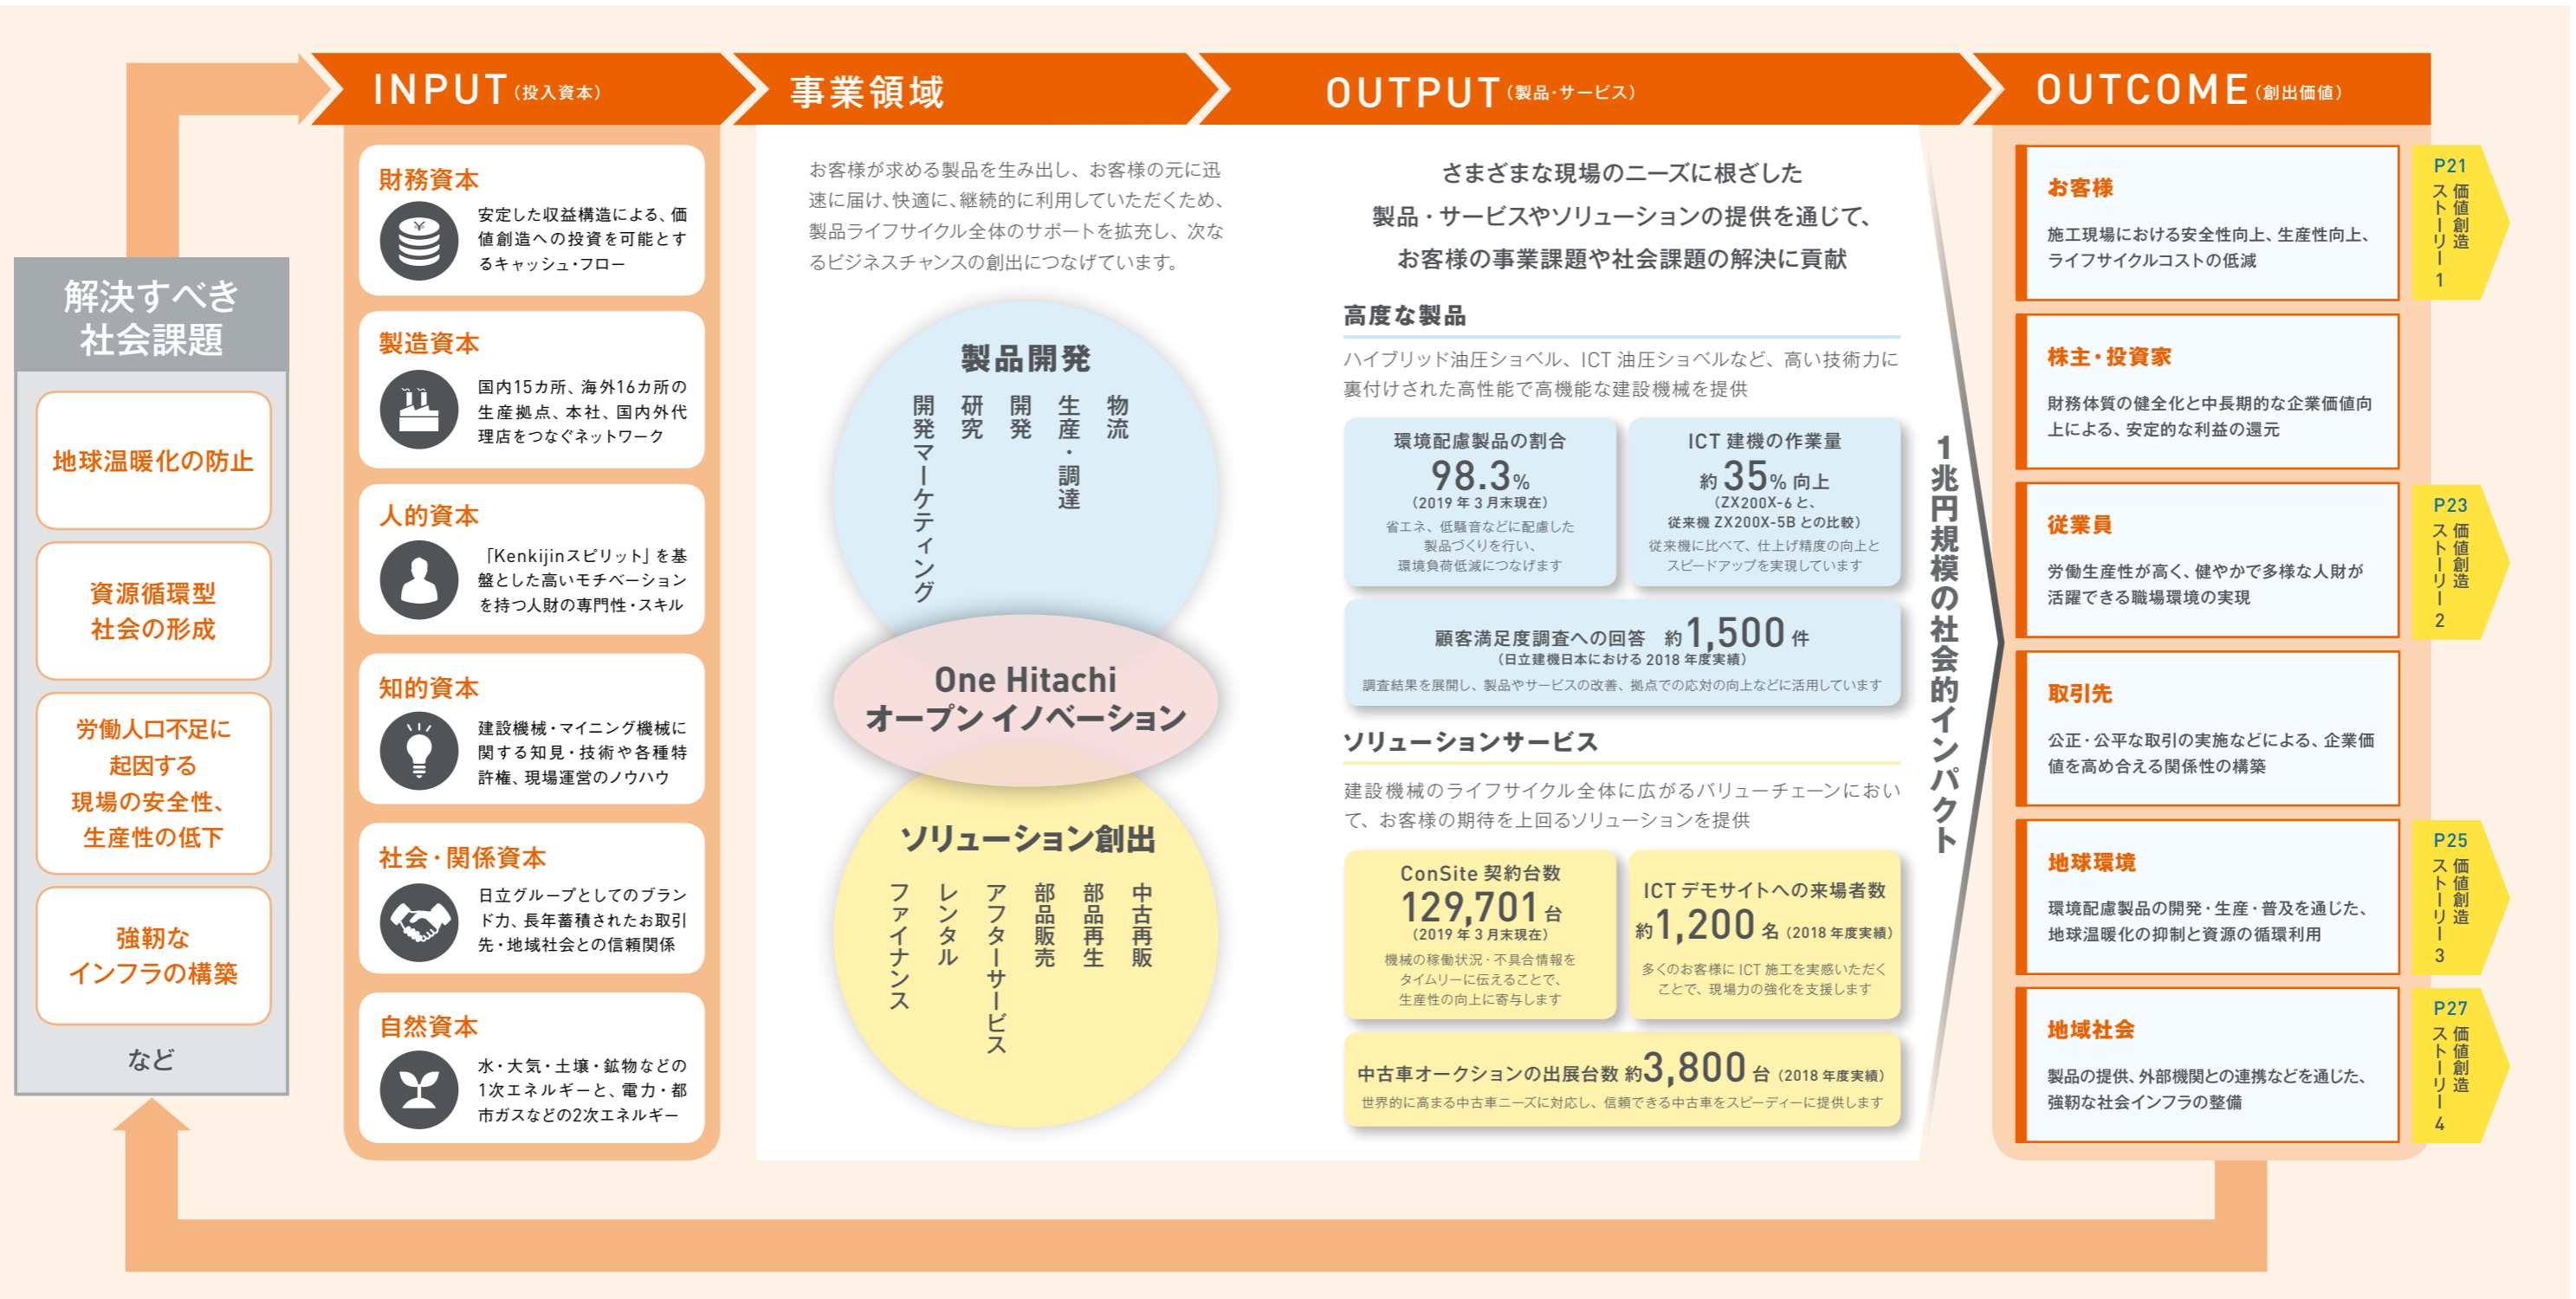 解決すべき
社会課題
地球温暖化の防止
資源循環型
社会の形成
労働人口不足に
起因する
現場の安全性、
生産性の低下
強靭な
インフラの構築
など
INPUT（投入資本）
財務資本
安定した収益構造による、価
値創造への投資を可能とす
るキャッシュ・フロー
製造資本
国内15カ所、海外16カ所の
生産拠点、本社、国内外代
理店をつなぐネットワーク
人的資本
「Kenkijinスピリット」を基
盤とした高いモチベーション
を持つ人財の専門性・スキル
知的資本
建設機械・マイニング機械に
関する知見・技術や各種特
許権、現場運営のノウハウ
社会・関係資本
日立グループとしてのブラン
ド力、長年蓄積されたお取引
先・地域社会との信頼関係
自然資本
水・大気・土壌・鉱物などの
1次エネルギーと、電力・都
市ガスなどの2次エネルギー
事業領域
お客様が求める製品を生み出し、お客様の元に迅
速に届け、快適に、継続的に利用していただくため、
製品ライフサイクル全体のサポートを拡充し、次な
るビジネスチャンスの創出につなげています。
製品開発
開発マーケティング
研究
開発
生産・調達
物流
One Hitachi
オープン イノベーション
ソリューション創出
ファイナンス
レンタル
アフターサービス
部品販売
部品再生
中古再販
OUTPUT（製品・サービス）
さまざまな現場のニーズに根ざした
製品・サービスやソリューションの提供を通じて、
お客様の事業課題や社会課題の解決に貢献
高度な製品
ハイブリッド油圧ショベル、ICT 油圧ショベルなど、高い技術力に
裏付けされた高性能で高機能な建設機械を提供
環境配慮製品の割合
98.3%
（2019 年 3 月末現在）
省エネ、低騒音などに配慮した
製品づくりを行い、
環境負荷低減につなげます
ICT 建機の作業量
約 35% 向上
（ZX200X-6 と、
従来機 ZX200X-5B との比較）
従来機に比べて、仕上げ精度の向上と
スピードアップを実現しています
顧客満足度調査への回答 約1,500 件
（日立建機日本における 2018 年度実績）
調査結果を展開し、製品やサービスの改善、拠点での応対の向上などに活用しています
ソリューションサービス
建設機械のライフサイクル全体に広がるバリューチェーンにおい
て、お客様の期待を上回るソリューションを提供
ConSite 契約台数
129,701 台
（2019 年 3 月末現在）
機械の稼働状況・不具合情報を
タイムリーに伝えることで、
生産性の向上に寄与します
ICT デモサイトへの来場者数
約1,200 名（2018 年度実績）
多くのお客様に ICT 施工を実感いただく
ことで、現場力の強化を支援します
中古車オークションの出展台数 約3,800 台（2018 年度実績）
世界的に高まる中古車ニーズに対応し、信頼できる中古車をスピーディーに提供します
1兆円規模の社会的インパクト
OUTCOME（創出価値）
お客様
施工現場における安全性向上、生産性向上、
ライフサイクルコストの低減
P21
価値創造
ストーリー1
株主・投資家
財務体質の健全化と中長期的な企業価値向
上による、安定的な利益の還元
従業員
労働生産性が高く、健やかで多様な人財が
活躍できる職場環境の実現
P23
価値創造
ストーリー2
取引先
公正・公平な取引の実施などによる、企業価
値を高め合える関係性の構築
地球環境
環境配慮製品の開発・生産・普及を通じた、
地球温暖化の抑制と資源の循環利用
P25
価値創造
ストーリー3
地域社会
製品の提供、外部機関との連携などを通じた、
強靭な社会インフラの整備
P27
価値創造
ストーリー4